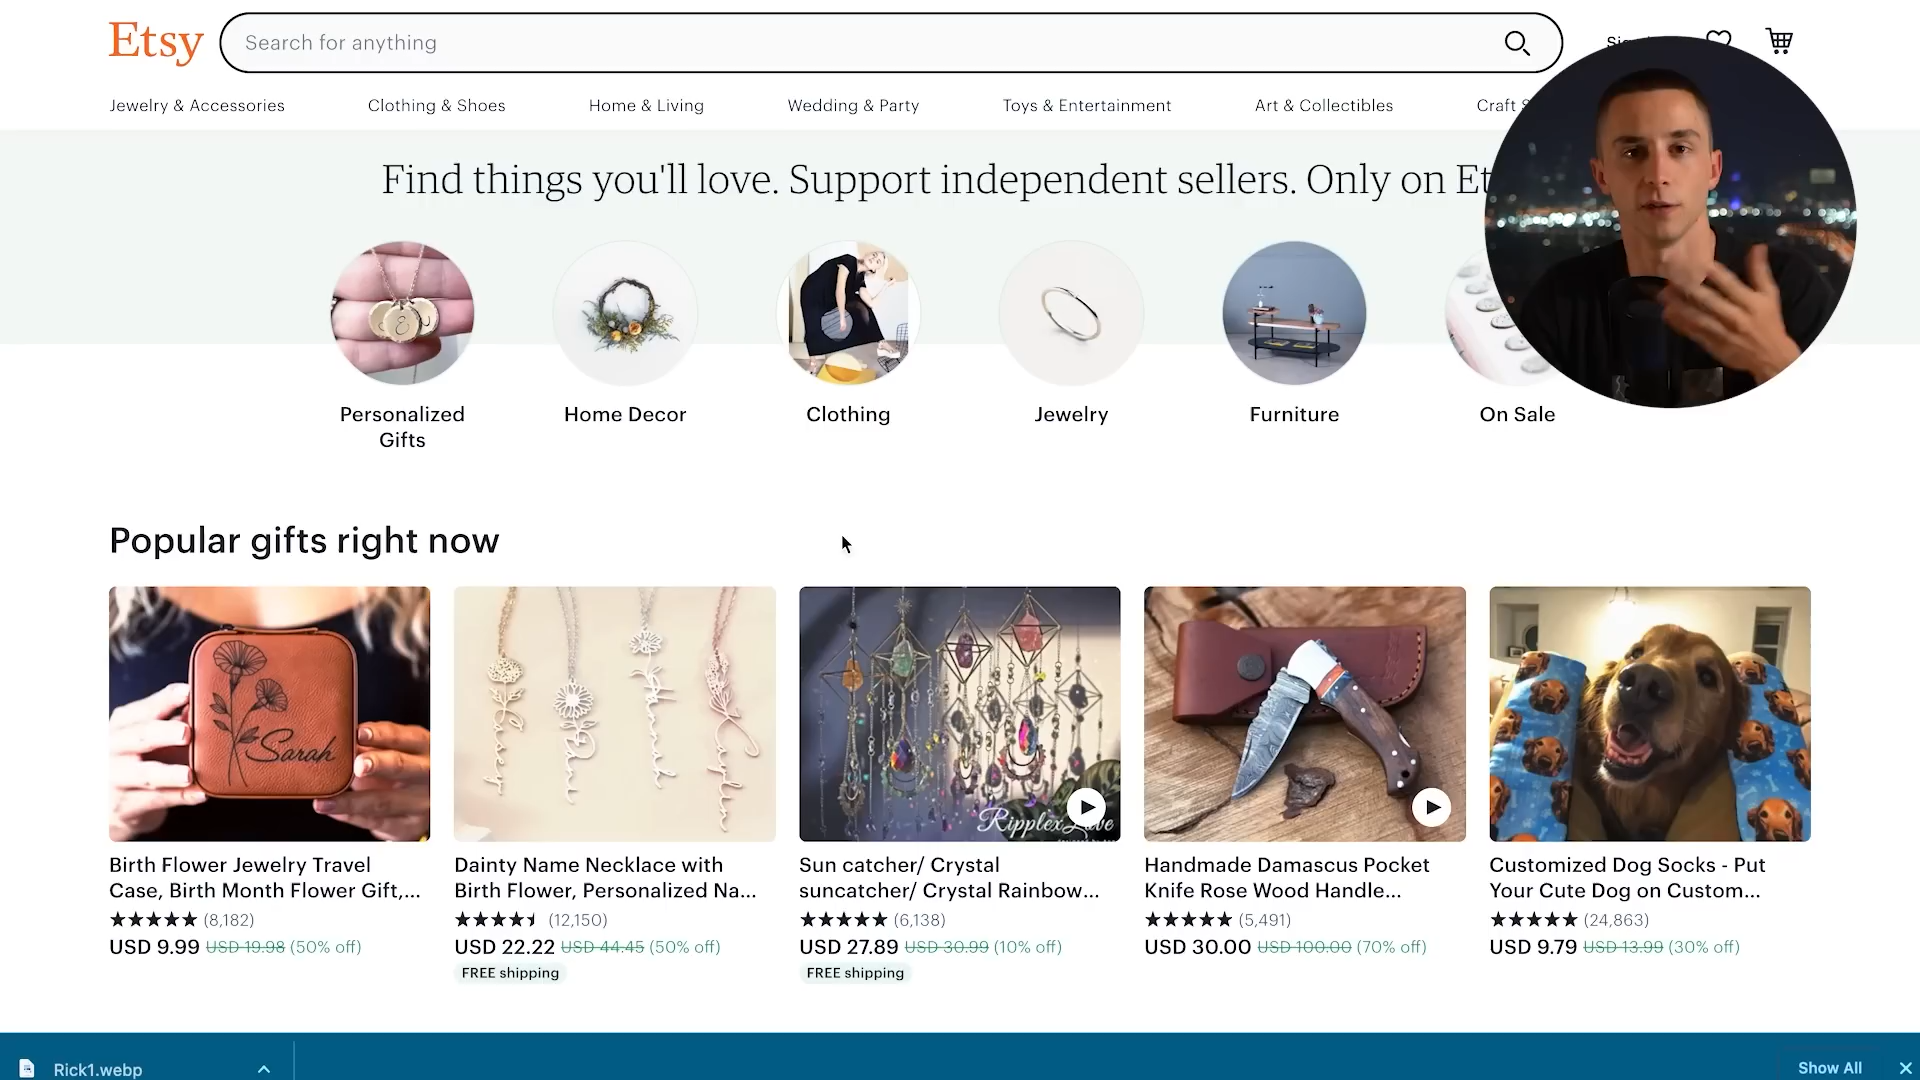 Etsy
Search for anything
Jewelry & Accessories
Clothing & Shoes
Home & Living
Wedding & Party
Toys & Entertainment
Art & Collectibles
Craft
Find things you'll love. Support independent sellers. Only on
Personalized
Gifts
Home Decor
Clothing
Jewelry
Furniture
On Sale
Popular gifts right now
Sarah
RipplexLove
Birth Flower Jewelry Travel
Case, Birth Month Flower Gift,...
(8,182)
USD 9.99 USD 19.98 (50% off)
Dainty Name Necklace with
Birth Flower, Personalized Na...
(12,150)
USD 22.22 USD 44.45 (50% off)
FREE shipping
Sun catcher/ Crystal
suncatcher/ Crystal Rainbow...
(6,138)
USD 27.89 USD 30.99 (10% off)
FREE shipping
Handmade Damascus Pocket
Knife Rose Wood Handle...
(5,491)
USD 30.00 USD 100.00 (70% off)
Customized Dog Socks - Put
Your Cute Dog on Custom...
(24,863)
USD 9.79 USD 13.99 (30% off)
Rick1.webp
Show All